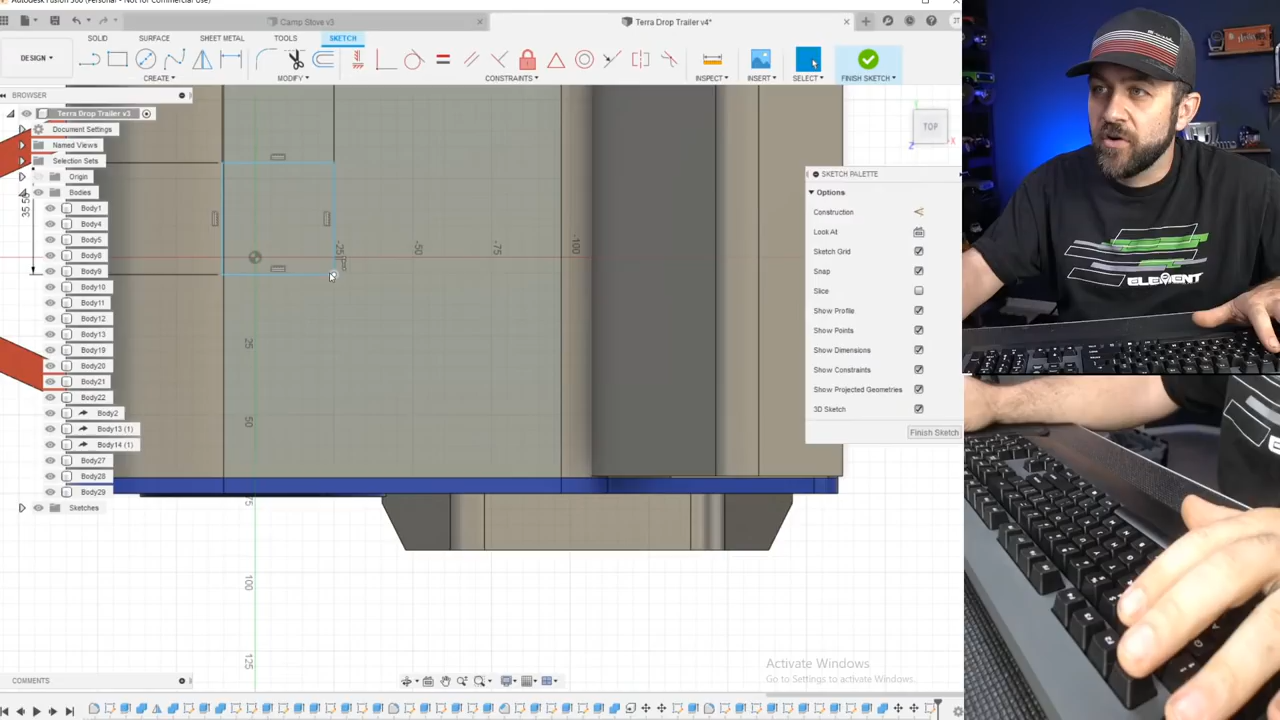 Autodesk Fusion 360 (Personal - Not for Commercial Use)
Camp Stove v3
Terra Drop Trailer v4*
JT
SOLID
SURFACE
SHEET METAL
TOOLS
SKETCH
DESIGN
CREATE
MODIFY
CONSTRAINTS
INSPECT
INSERT
SELECT
FINISH SKETCH
BROWSER
Terra Drop Trailer v3
Document Settings
Named Views
Selection Sets
Origin
Bodies
Body1
Body4
Body5
Body8
Body9
Body10
Body11
Body12
Body13
Body19
Body20
Body21
Body22
Body2
Body13 (1)
Body14 (1)
Body27
Body28
Body29
Sketches
-25
-50
-75
-100
25
50
75
100
125
TOP
X
Z
SKETCH PALETTE
Options
Construction
Look At
Sketch Grid
Snap
Slice
Show Profile
Show Points
Show Dimensions
Show Constraints
Show Projected Geometries
3D Sketch
Finish Sketch
ELEMENT
Activate Windows
Go to Settings to activate Windows.
COMMENTS